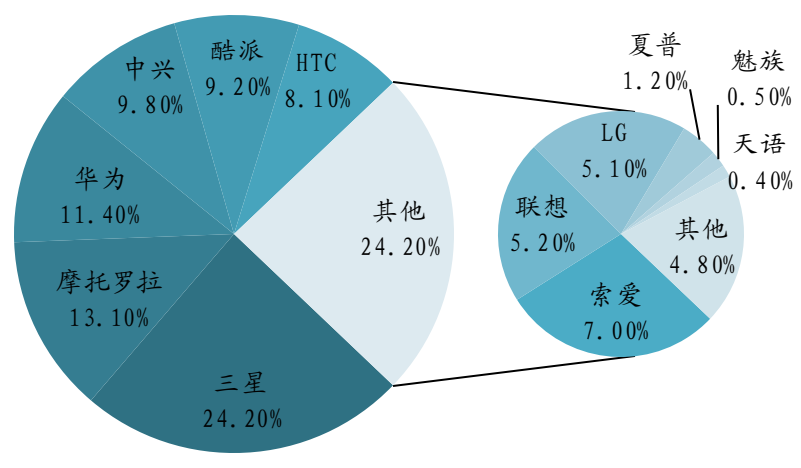 酷派
9.20%
HTC
8.10%
中兴
9.80%
华为
11.40%
摩托罗拉
13.10%
三星
24.20%
其他
24.20%
夏普
1.20%
魅族
0.50%
天语
0.40%
LG
5.10%
联想
5.20%
其他
4.80%
索爱
7.00%